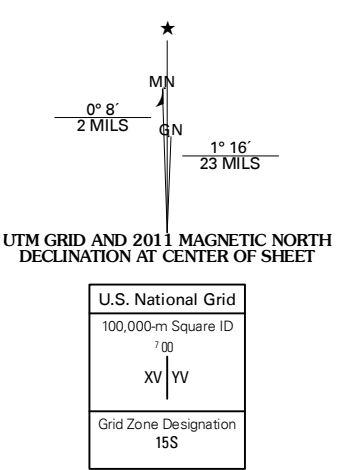 ★
MN
0° 8´
2 MILS
GN
1° 16´
23 MILS
UTM GRID AND 2011 MAGNETIC NORTH
DECLINATION AT CENTER OF SHEET
U.S. National Grid
100,000-m Square ID
7 00
XV YV
Grid Zone Designation
15S